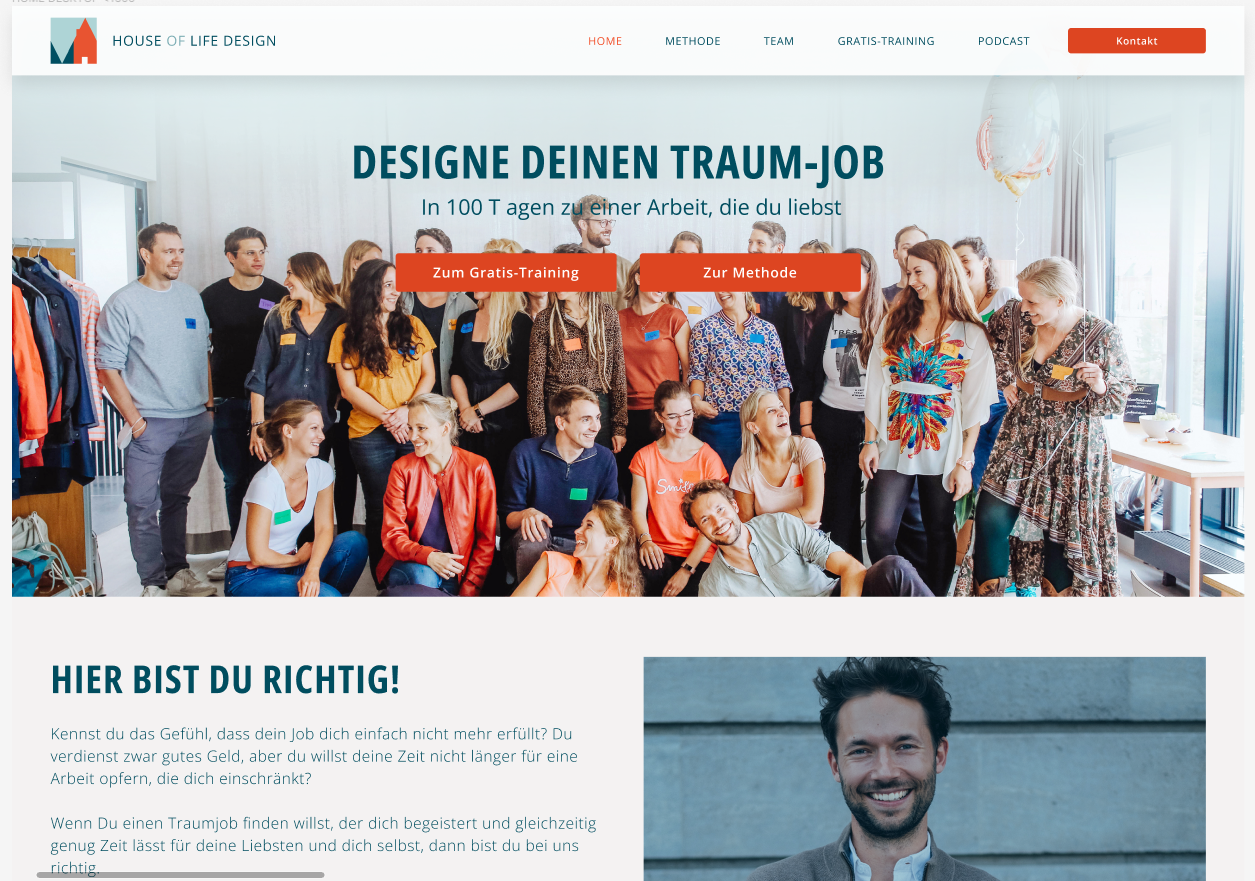 HOUSE OF LIFE DESIGN
HOME
METHODE
TEAM
GRATIS-TRAINING
PODCAST
Kontakt
DESIGNE DEINEN TRAUM-JOB
In 100 T agen zu einer Arbeit, die du liebst
Zum Gratis-Training
Zur Methode
TRÈS
Smile
HIER BIST DU RICHTIG!
Kennst du das Gefühl, dass dein Job dich einfach nicht mehr erfüllt? Du
verdienst zwar gutes Geld, aber du willst deine Zeit nicht länger für eine
Arbeit opfern, die dich einschränkt?
Wenn Du einen Traumjob finden willst, der dich begeistert und gleichzeitig
genug Zeit lässt für deine Liebsten und dich selbst, dann bist du bei uns
richtig.